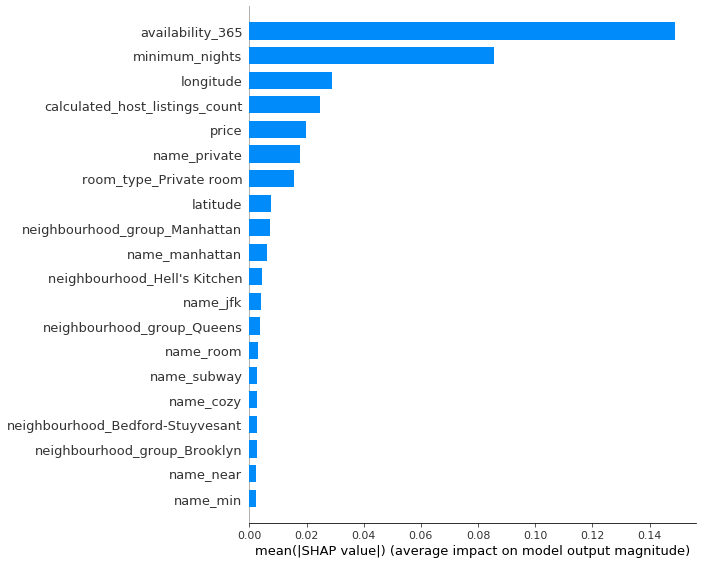 availability_365
minimum_nights
longitude
calculated_host_listings_count
price
name_private
room_type_Private room
latitude
neighbourhood_group_Manhattan
name_manhattan
neighbourhood_Hell's Kitchen
name_jfk
neighbourhood_group_Queens
name_room
name_subway
name_cozy
neighbourhood_Bedford-Stuyvesant
neighbourhood_group_Brooklyn
name_near
name_min
0.00 0.02 0.04 0.06 0.08 0.10 0.12 0.14
mean(|SHAP value|) (average impact on model output magnitude)